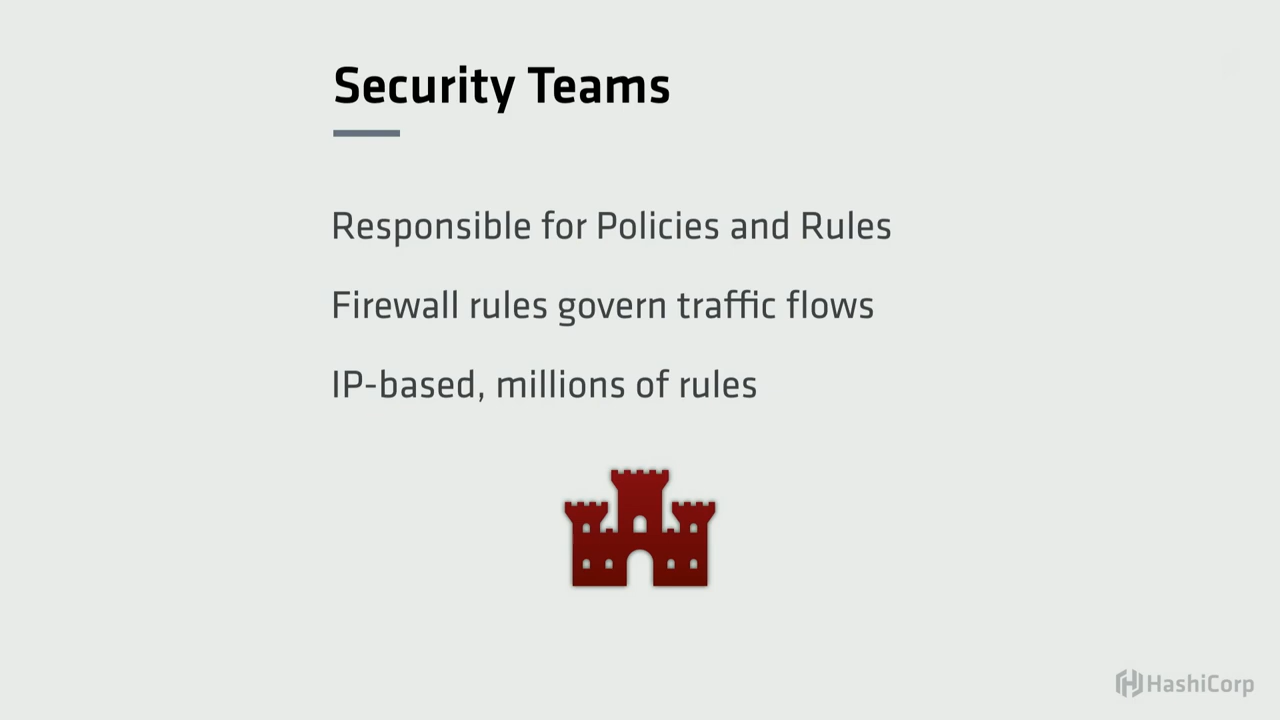 Security Teams
Responsible for Policies and Rules
Firewall rules govern traffic flows
IP-based, millions of rules
HashiCorp